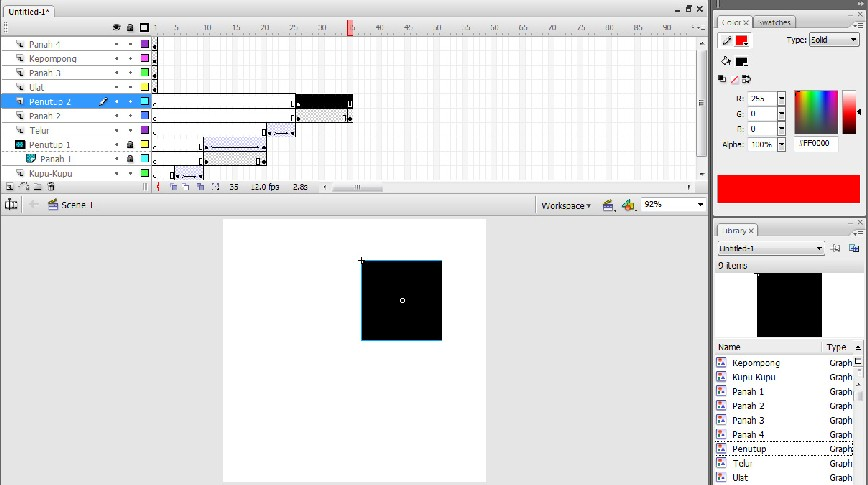 Untitled-1*
5 10 15 20 25 30 35 40 45 50 55 60 65 70 75 80 85 90
Panah 4
Kepompong
Panah 3
Ulat
Penutup 2
Panah 2
Telur
Penutup 1
Panah 1
Kupu-Kupu
35 12.0 fps 2.8s
Scene 1
Workspace
92%
Color
Swatches
Type: Solid
R: 255
G: 0
B: 0
Alpha: 100% #FF0000
Library
Untitled-1
9 items
Name Type
Kepompong Graph
Kupu-Kupu Graph
Panah 1 Graph
Panah 2 Graph
Panah 3 Graph
Panah 4 Graph
Penutup Graph
Telur Graph
Ulat Graph